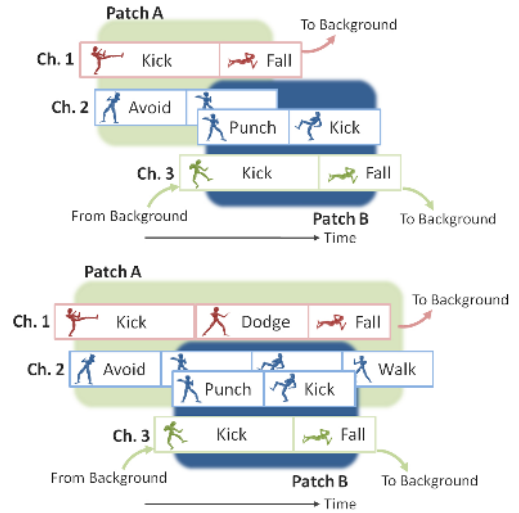 Patch A
To Background
Ch. 1 Kick Fall
Ch. 2 Avoid
Punch Kick
Ch. 3 Kick Fall
From Background Patch B To Background
Time
Patch A
To Background
Ch. 1 Kick Dodge Fall
Ch. 2 Avoid Walk
Punch Kick
Ch. 3 Kick Fall
From Background Patch B To Background
Time